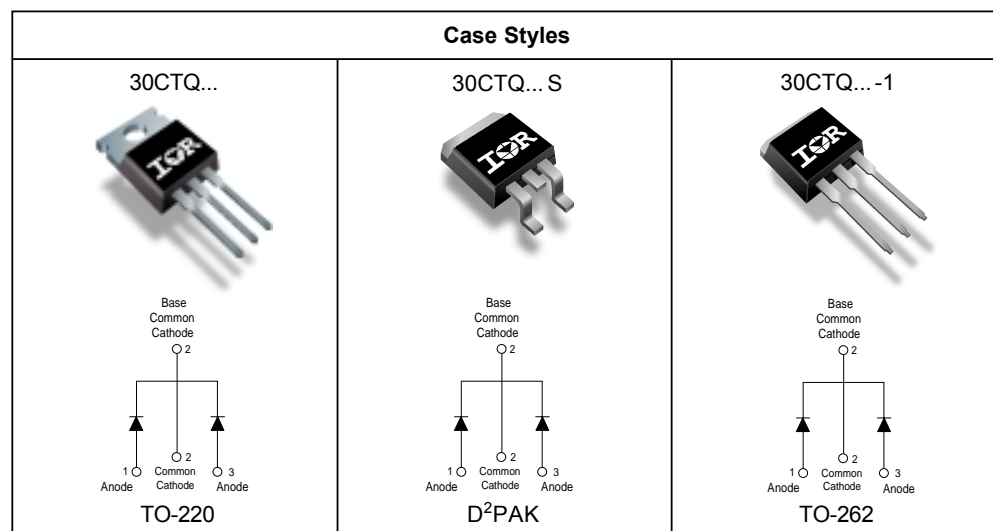 Case Styles
30CTQ...
IOR
Base
Common
Cathode
2
2
1
Common
Cathode
3
Anode
Anode
TO-220
30CTQ... S
IOR
Base
Common
Cathode
2
2
1
Common
Cathode
3
Anode
Anode
D²PAK
30CTQ... -1
IOR
Base
Common
Cathode
2
2
1
Common
Cathode
3
Anode
Anode
TO-262